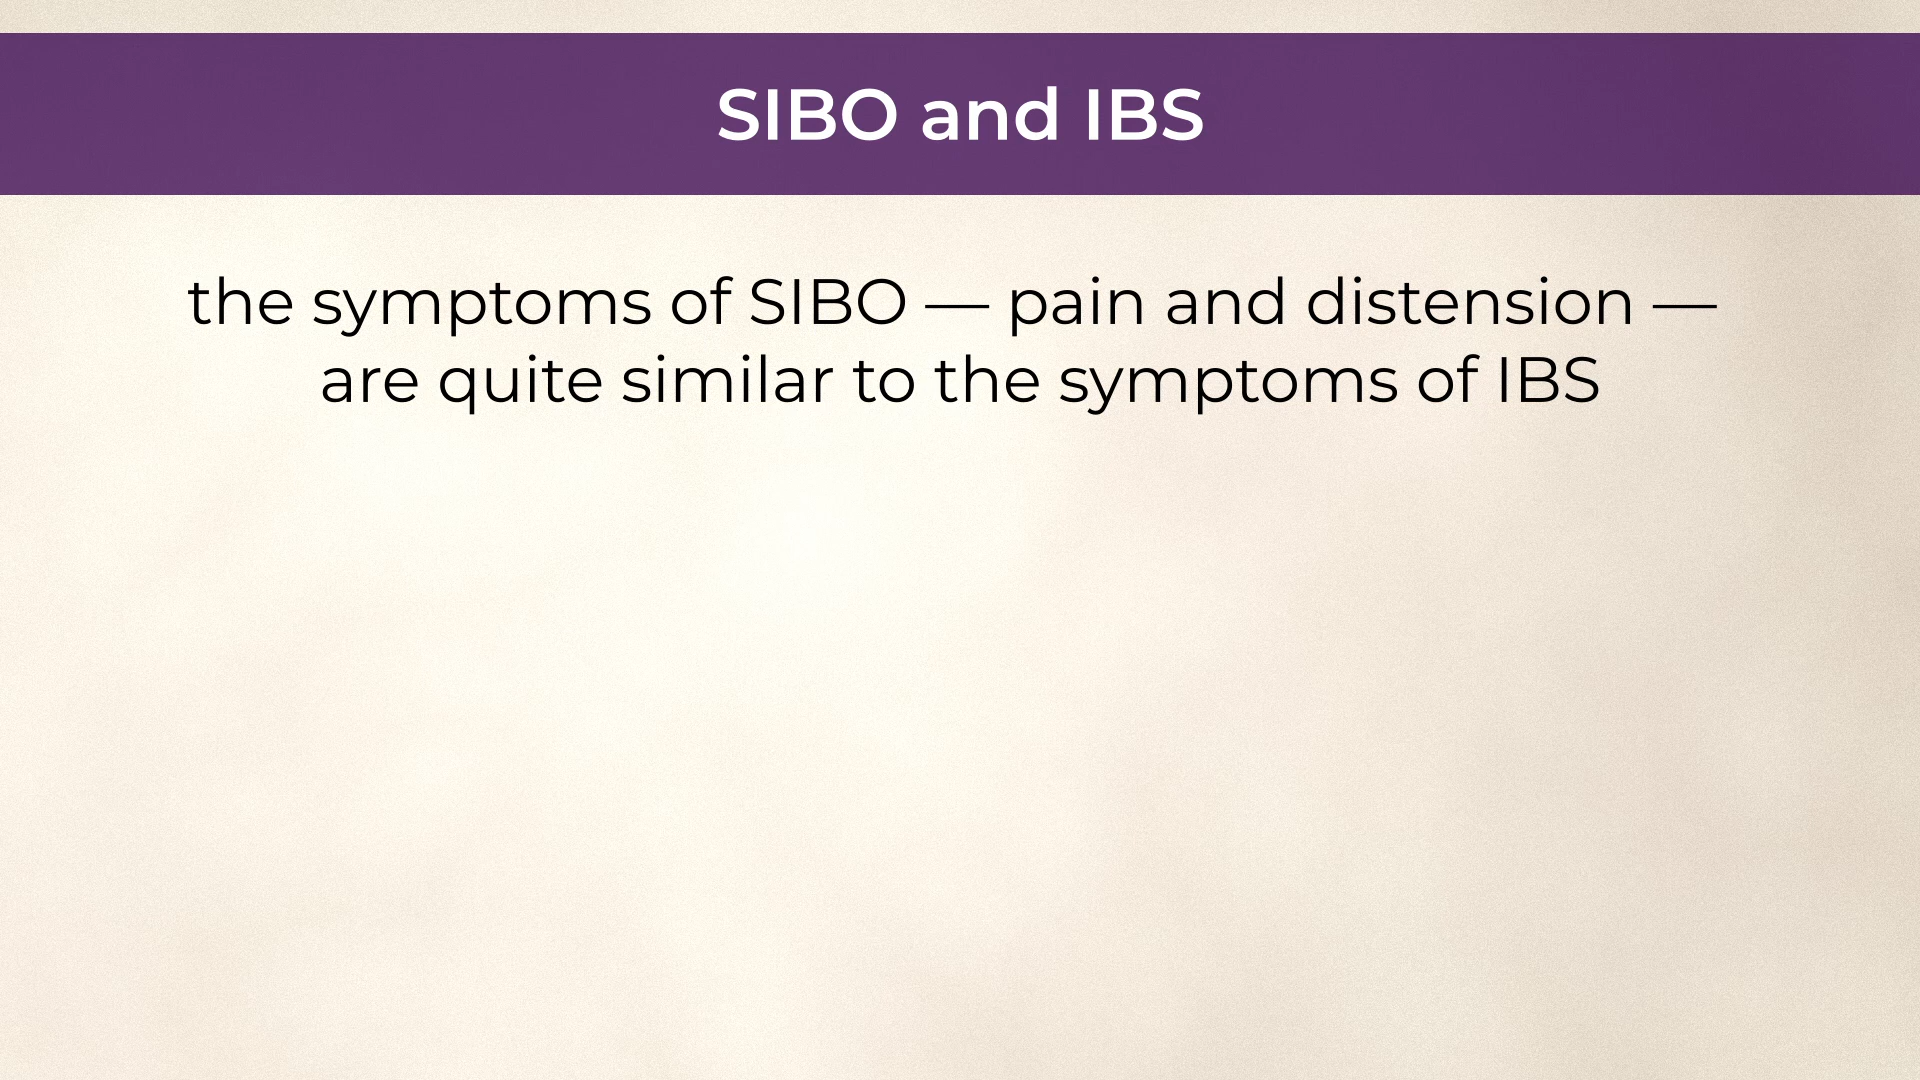 SIBO and IBS
the symptoms of SIBO — pain and distension —
are quite similar to the symptoms of IBS